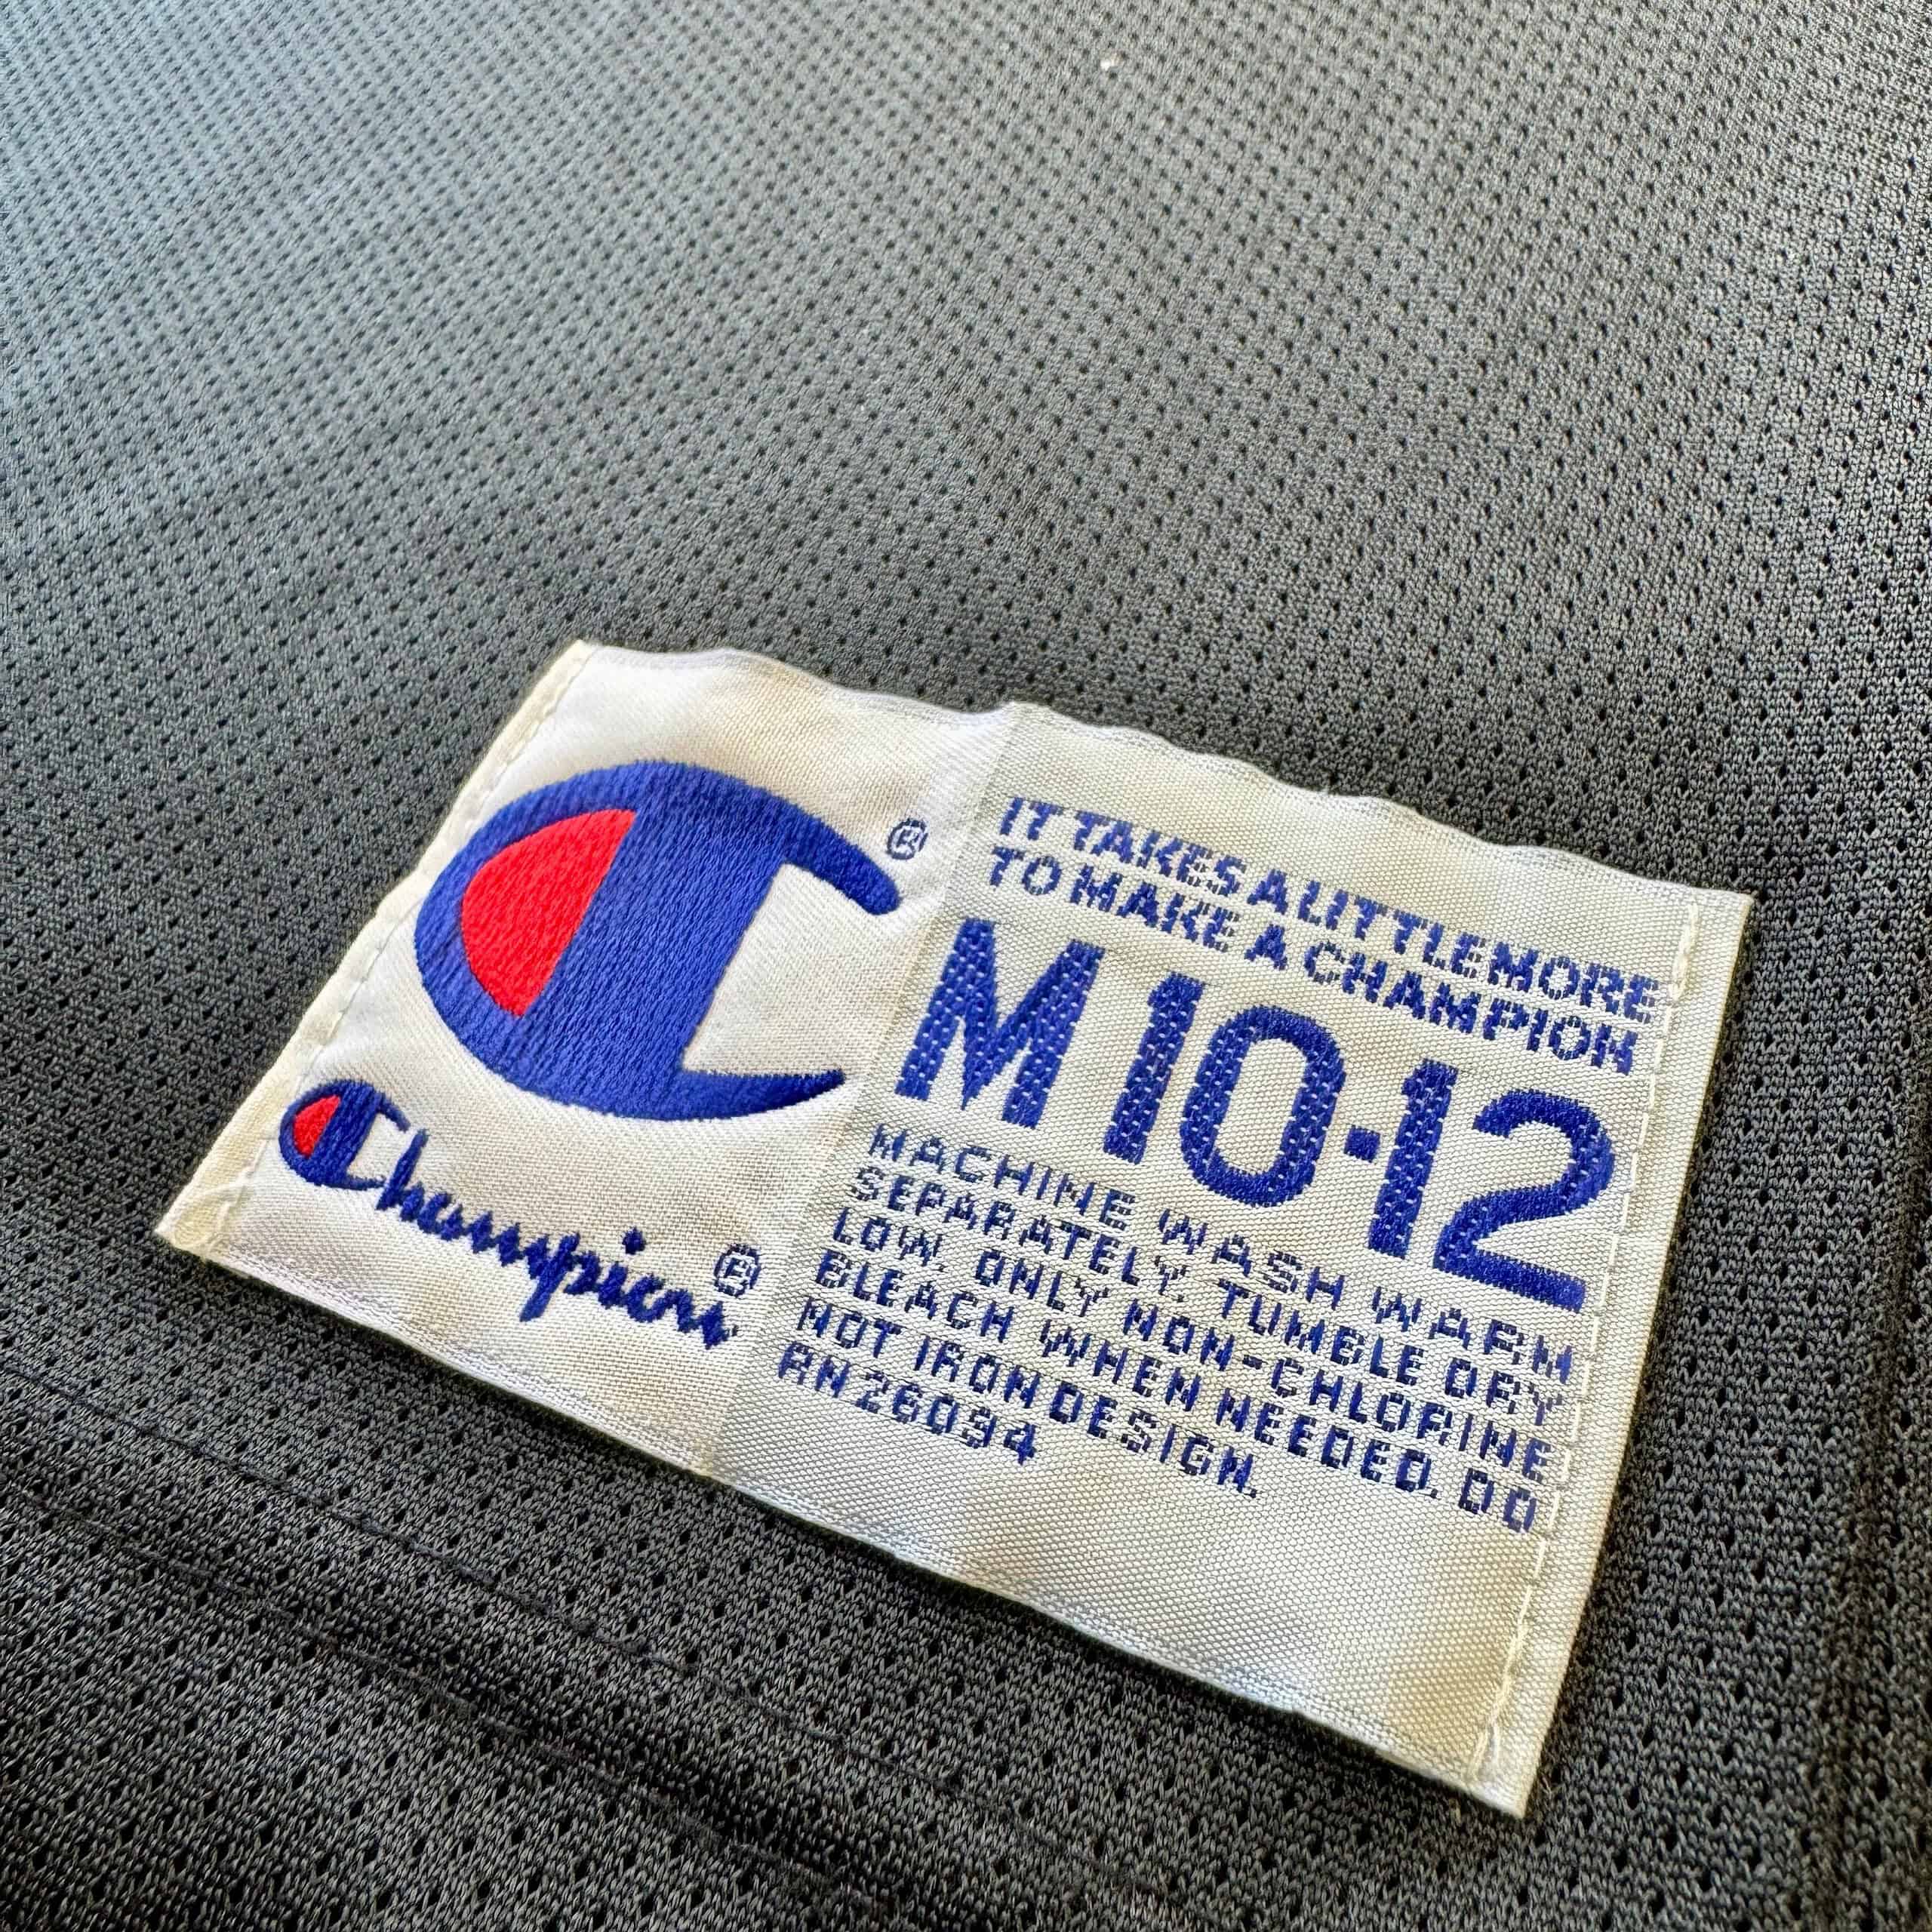 ®
Champion®
IT TAKES A LITTLE MORE
TO MAKE A CHAMPION
M 10-12
MACHINE WASH WARM
SEPARATELY. TUMBLE DRY
LOW. ONLY NON-CHLORINE
BLEACH WHEN NEEDED. DO
NOT IRON DESIGN.
RN 26094